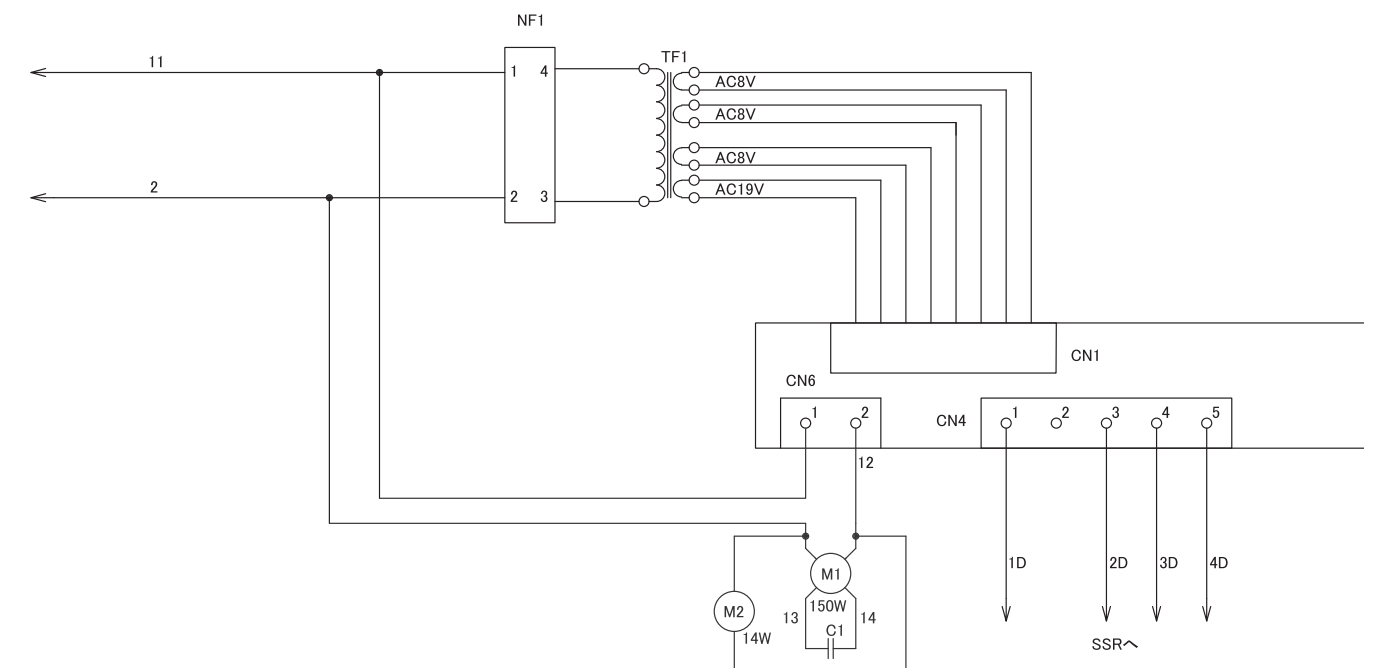 NF1
11
1 4
TF1
AC8V
AC8V
AC8V
2
2 3
AC19V
CN1
CN6
1 2
CN4
1 2 3 4 5
12
1D
2D
3D
4D
M1
150W
13
14
C1
M2
14W
SSRへ